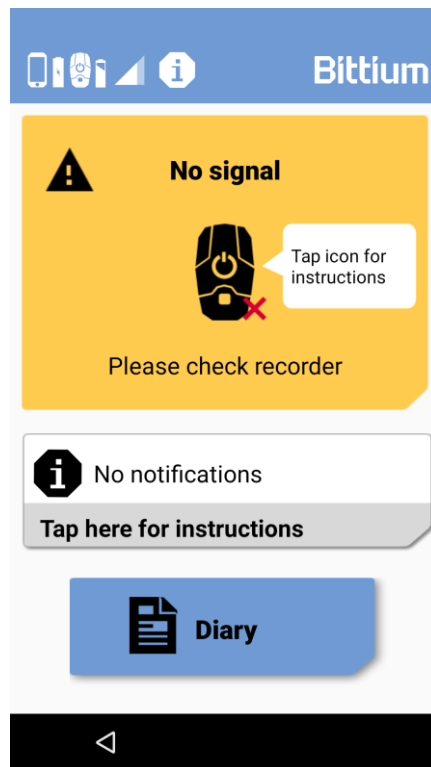 Bittium
No signal
Tap icon for
instructions
Please check recorder
No notifications
Tap here for instructions
Diary